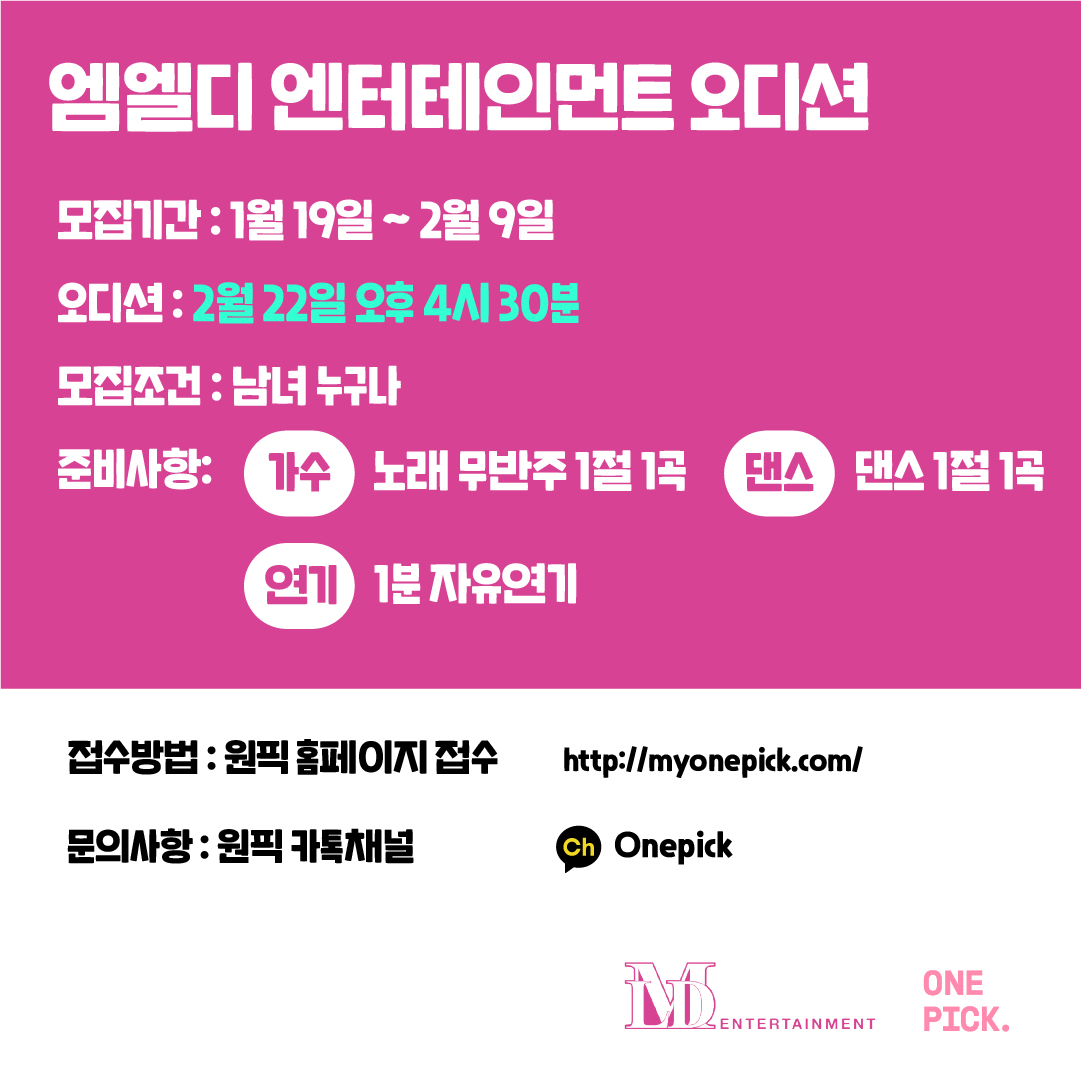 엠엘디 엔터테인먼트 오디션
모집기간 : 1월 19일 ~ 2월 9일
오디션 : 2월 22일 오후 4시 30분
모집조건 : 남녀 누구나
준비사항: 가수 노래 무반주 1절 1곡 댄스 댄스 1절 1곡
연기 1분 자유연기
접수방법 : 원픽 홈페이지 접수 http://myonepick.com/
문의사항 : 원픽 카톡채널 Ch Onepick
MLD ENTERTAINMENT
ONE
PICK.